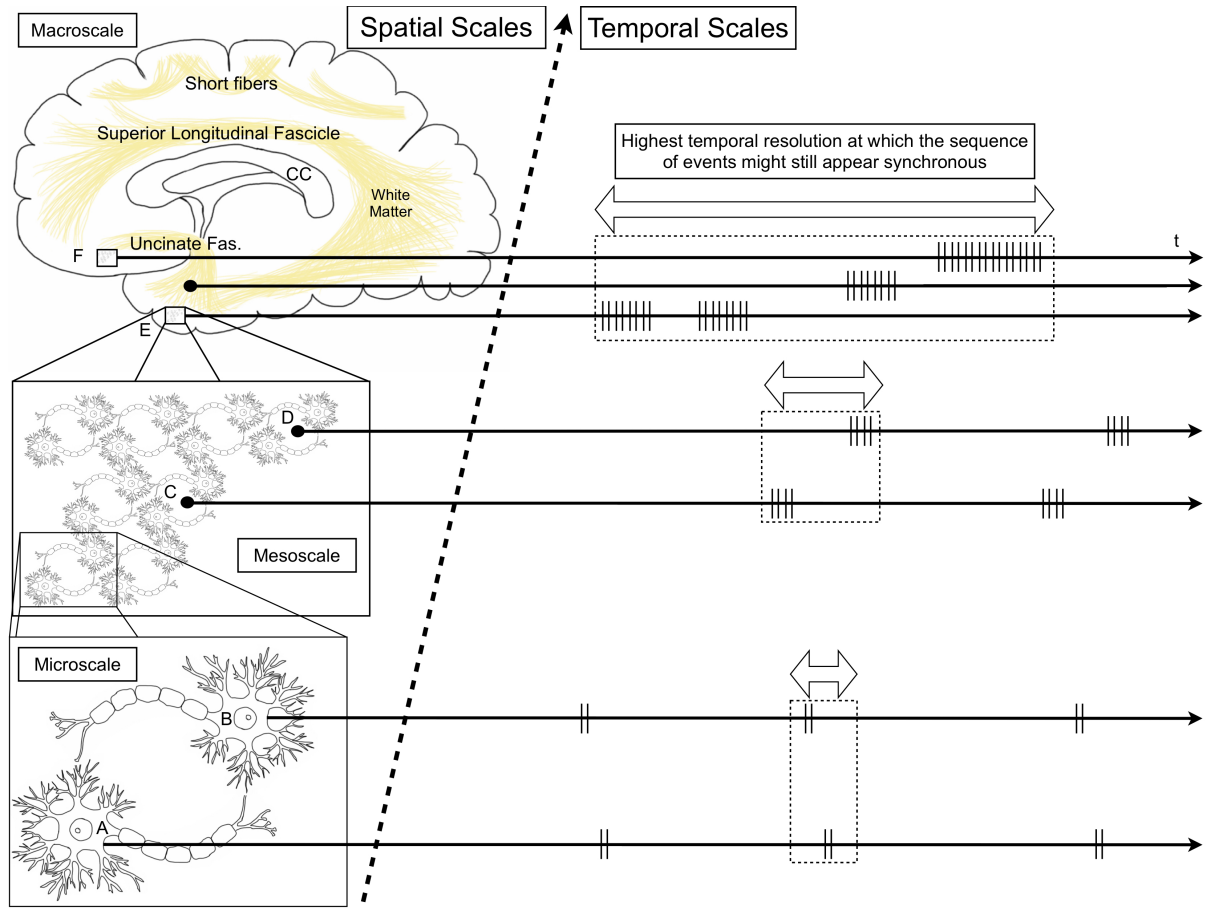 Macroscale
Spatial Scales
Temporal Scales
Short fibers
Superior Longitudinal Fascicle
CC
White
Matter
Uncinate Fas.
F
E
Highest temporal resolution at which the sequence
of events might still appear synchronous
t
D
C
Mesoscale
Microscale
B
A